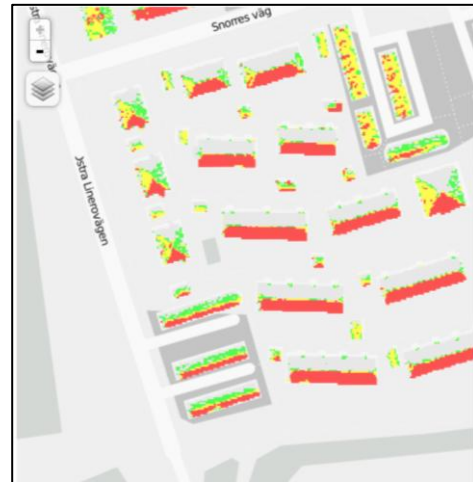 Snorres väg
+
-
Östra Linerovägen